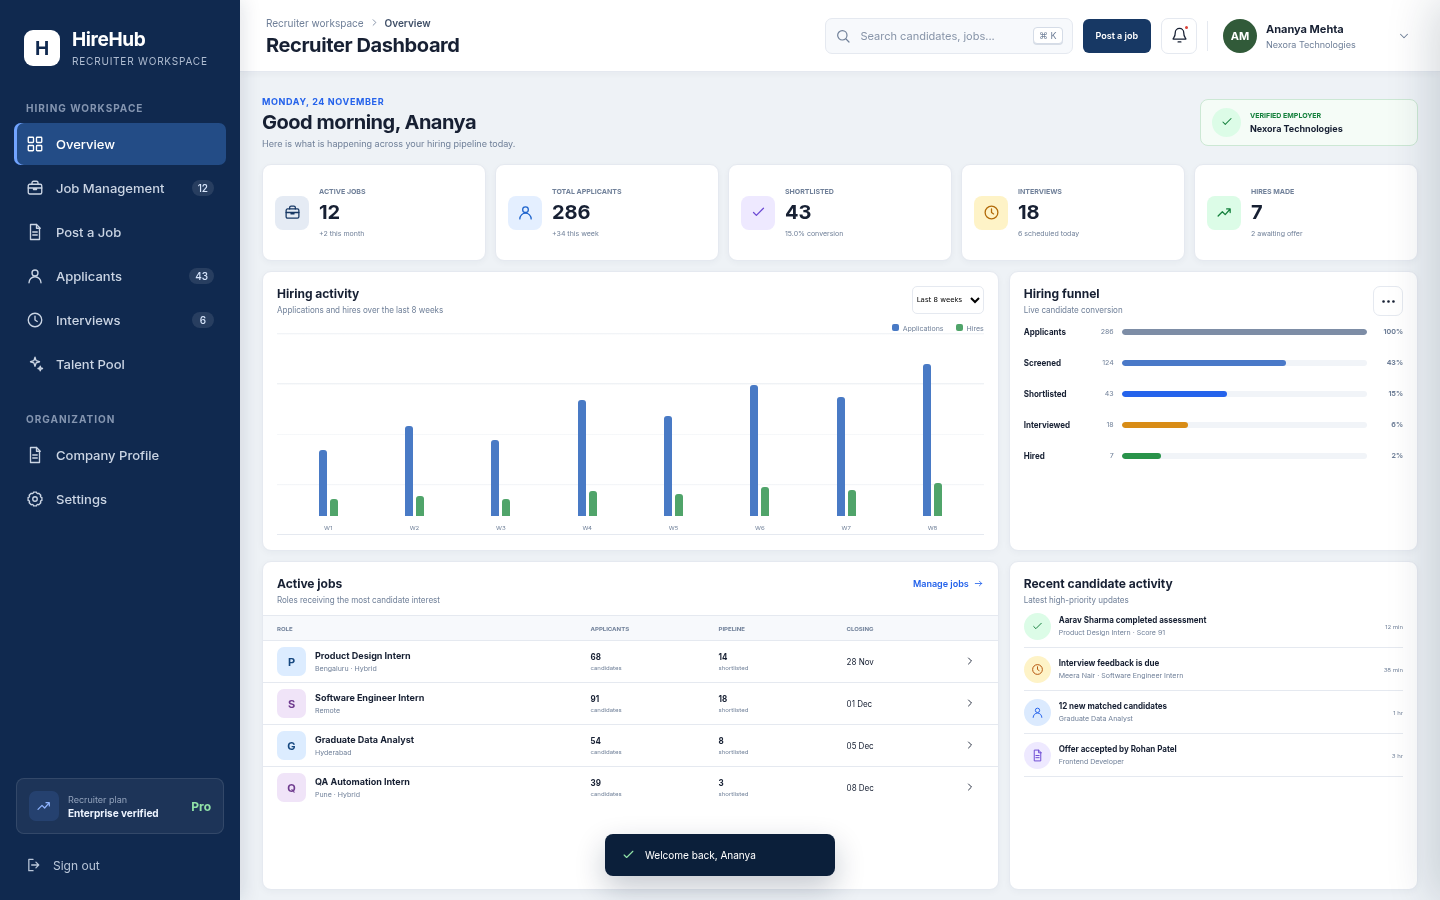 H
HireHub
RECRUITER WORKSPACE
HIRING WORKSPACE
Overview
Job Management 12
Post a Job
Applicants 43
Interviews 6
Talent Pool
ORGANIZATION
Company Profile
Settings
Recruiter plan
Enterprise verified
Pro
Sign out
Recruiter workspace > Overview
Recruiter Dashboard
Search candidates, jobs... ⌘ K
Post a job
AM
Ananya Mehta
Nexora Technologies
MONDAY, 24 NOVEMBER
Good morning, Ananya
Here is what is happening across your hiring pipeline today.
VERIFIED EMPLOYER
Nexora Technologies
ACTIVE JOBS
12
+2 this month
TOTAL APPLICANTS
286
+34 this week
SHORTLISTED
43
15.0% conversion
INTERVIEWS
18
6 scheduled today
HIRES MADE
7
2 awaiting offer
Hiring activity
Applications and hires over the last 8 weeks
Last 8 weeks
Applications Hires
W1 W2 W3 W4 W5 W6 W7 W8
Hiring funnel
Live candidate conversion
Applicants 286 100%
Screened 124 43%
Shortlisted 43 15%
Interviewed 18 6%
Hired 7 2%
Active jobs
Roles receiving the most candidate interest
Manage jobs →
ROLE APPLICANTS PIPELINE CLOSING
P
Product Design Intern
Bengaluru · Hybrid
68
candidates
14
shortlisted
28 Nov
S
Software Engineer Intern
Remote
91
candidates
18
shortlisted
01 Dec
G
Graduate Data Analyst
Hyderabad
54
candidates
8
shortlisted
05 Dec
Q
QA Automation Intern
Pune · Hybrid
39
candidates
3
shortlisted
08 Dec
Recent candidate activity
Latest high-priority updates
Aarav Sharma completed assessment
Product Design Intern · Score 91
12 min
Interview feedback is due
Meera Nair · Software Engineer Intern
38 min
12 new matched candidates
Graduate Data Analyst
1 hr
Offer accepted by Rohan Patel
Frontend Developer
3 hr
Welcome back, Ananya